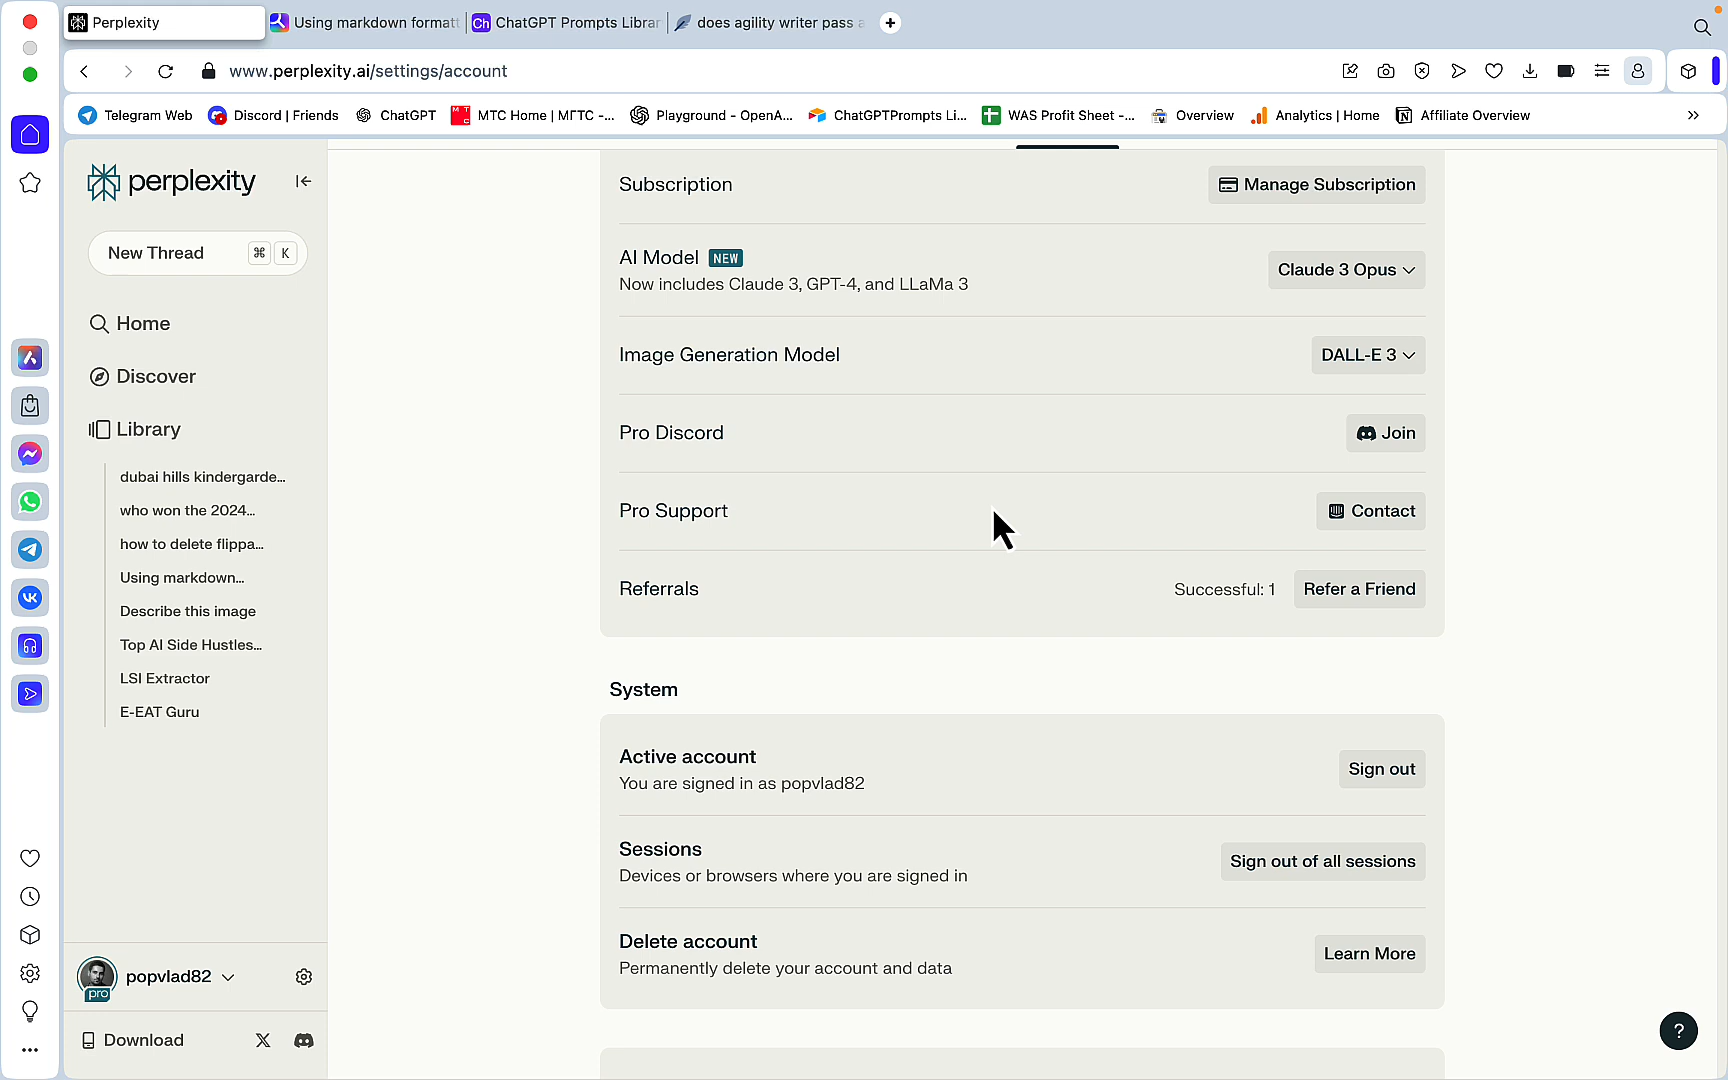 Perplexity
Using markdown formatt
Ch ChatGPT Prompts Librar
does agility writer pass a
www.perplexity.ai/settings/account
Telegram Web
Discord | Friends
ChatGPT
МТС Home | МГТС -...
Playground - OpenA...
ChatGPTPrompts Li...
WAS Profit Sheet -...
Overview
Analytics | Home
Affiliate Overview
perplexity
New Thread ⌘ K
Home
Discover
Library
dubai hills kindergarde...
who won the 2024...
how to delete flippa...
Using markdown...
Describe this image
Top AI Side Hustles...
LSI Extractor
E-EAT Guru
popvlad82
pro
Download
Subscription
Manage Subscription
AI Model NEW
Now includes Claude 3, GPT-4, and LLaMa 3
Claude 3 Opus
Image Generation Model
DALL-E 3
Pro Discord
Join
Pro Support
Contact
Referrals
Successful: 1
Refer a Friend
System
Active account
You are signed in as popvlad82
Sign out
Sessions
Devices or browsers where you are signed in
Sign out of all sessions
Delete account
Permanently delete your account and data
Learn More
?